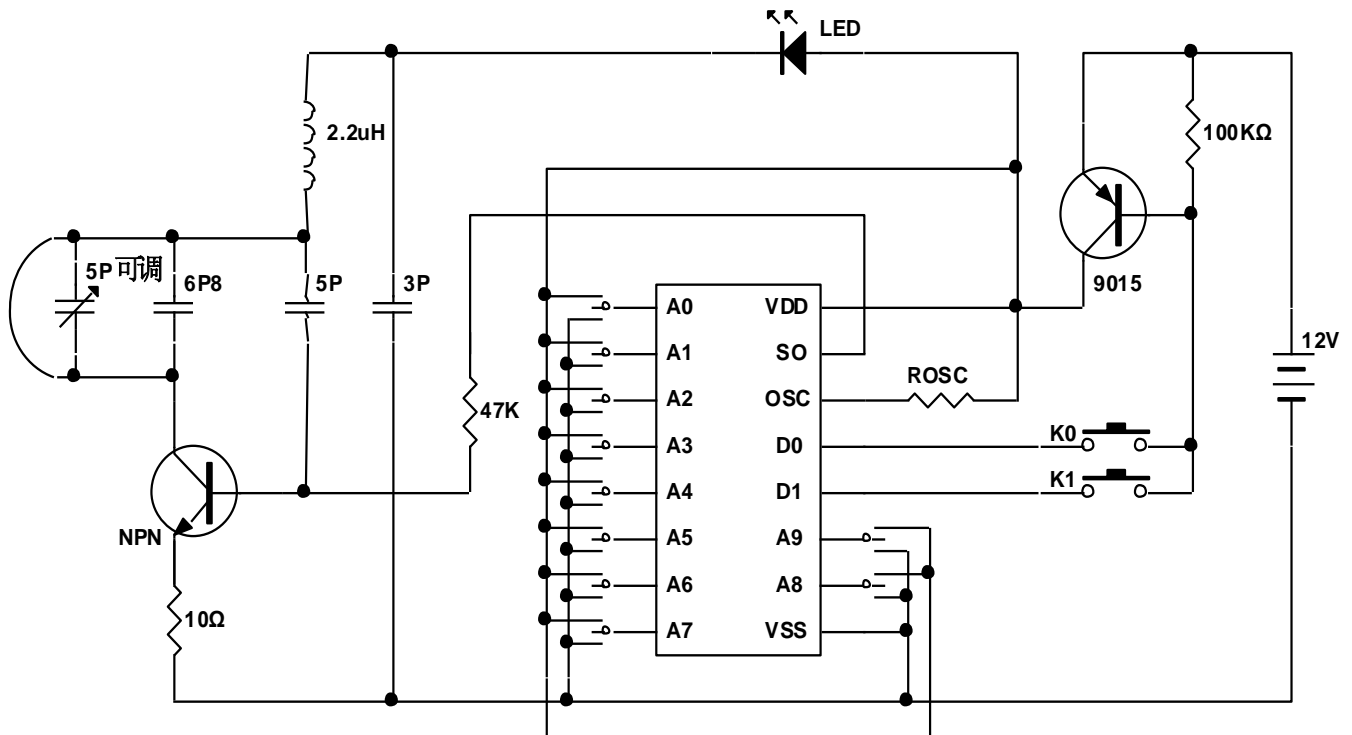 LED
2.2uH
100KΩ
5P可调
6P8
5P
3P
9015
A0
VDD
A1
SO
12V
ROSC
A2
OSC
47K
A3
D0
K0
A4
D1
K1
NPN
A5
A9
A6
A8
10Ω
A7
VSS